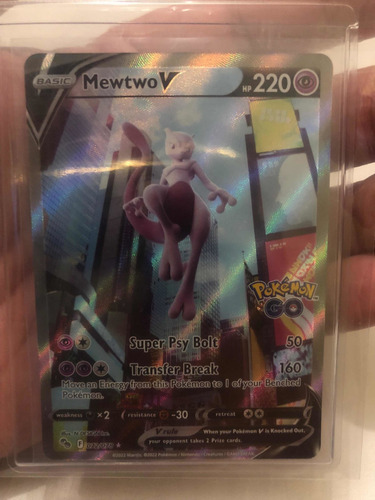 BASIC Mewtwo V HP 220
Pokémon
GO
Super Psy Bolt 50
Transfer Break 160
Move an Energy from this Pokémon to 1 of your Benched
Pokémon.
weakness ×2 resistance -30 retreat
V rule When your Pokémon V is Knocked Out,
your opponent takes 2 Prize cards.
©2022 Pokémon